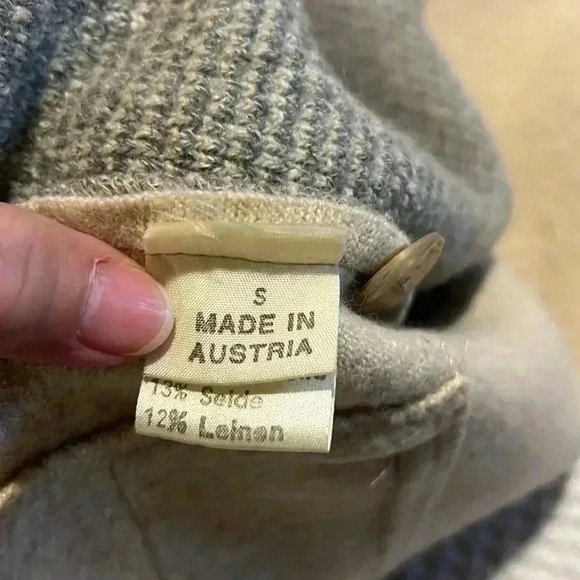 S
MADE IN
AUSTRIA
13% Seide
12% Leinen